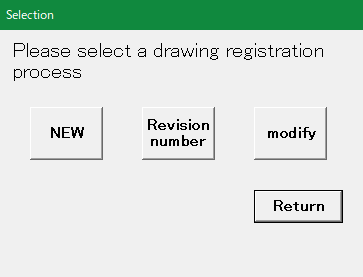 Selection
Please select a drawing registration
process
NEW
Revision
number
modify
Return